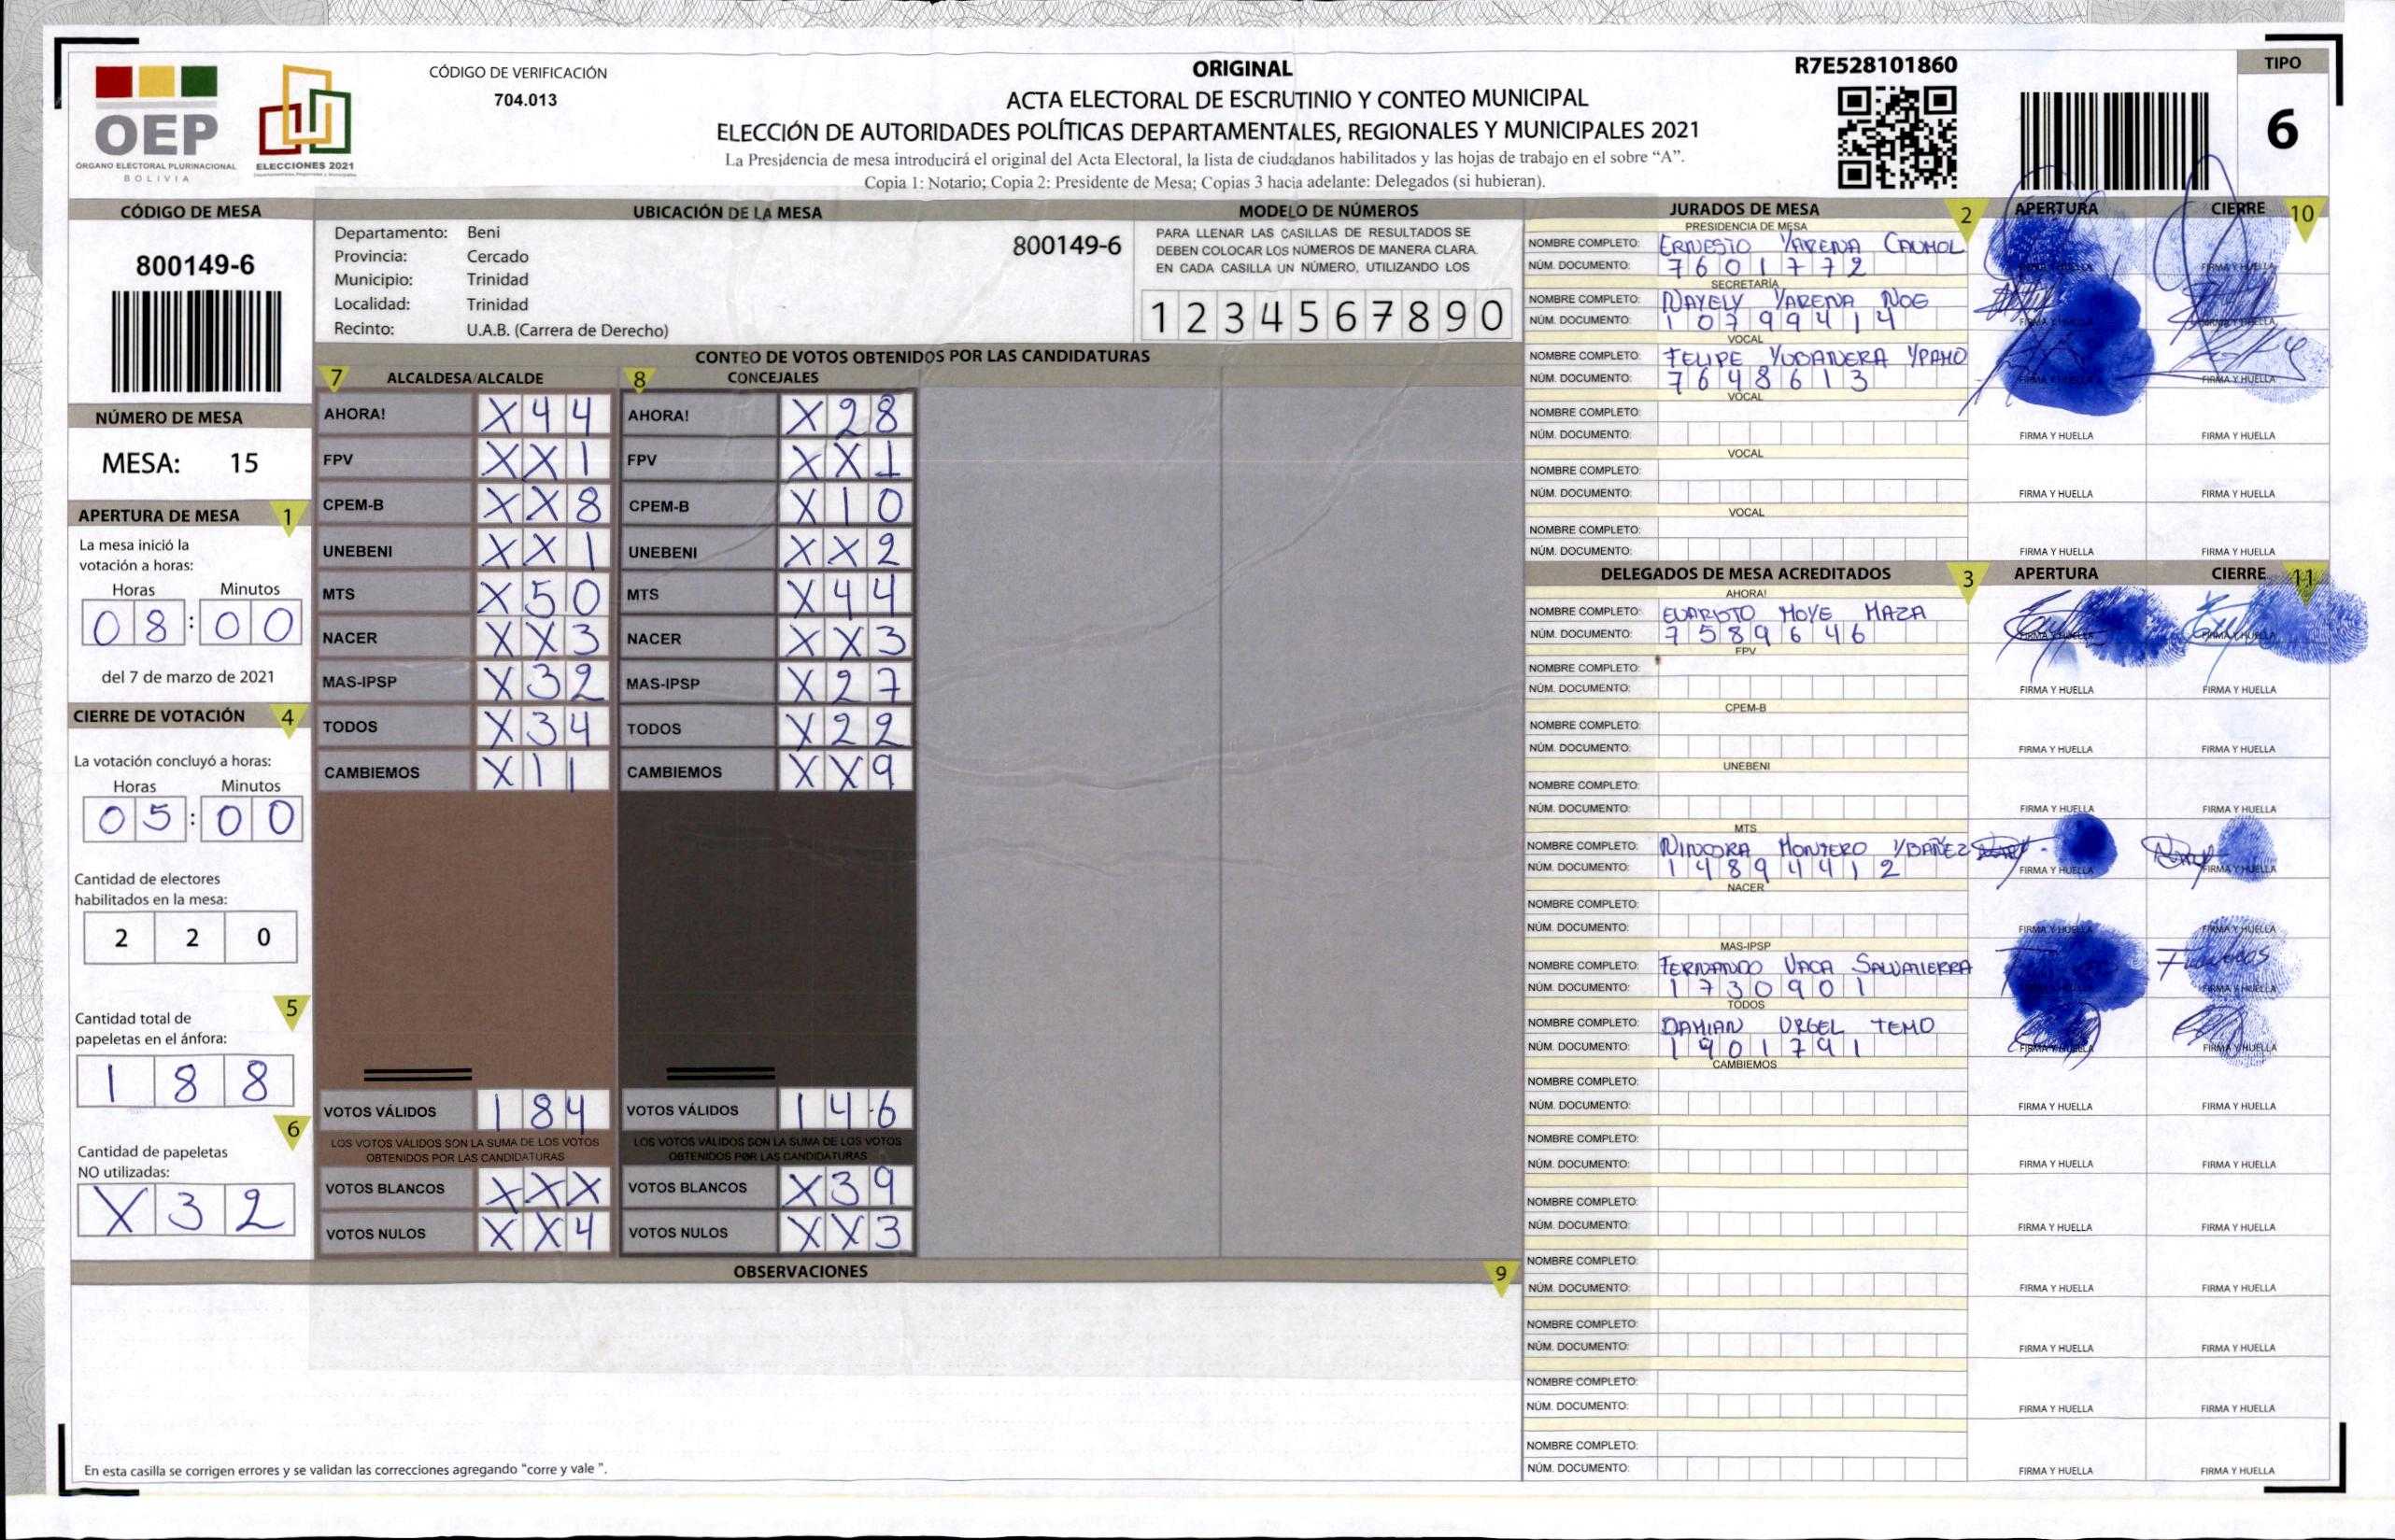 OEP
ÓRGANO ELECTORAL PLURINACIONAL
BOLIVIA
ELECCIONES 2021
CÓDIGO DE VERIFICACIÓN
704.013
ORIGINAL
ACTA ELECTORAL DE ESCRUTINIO Y CONTEO MUNICIPAL
ELECCIÓN DE AUTORIDADES POLÍTICAS DEPARTAMENTALES, REGIONALES Y MUNICIPALES 2021
La Presidencia de mesa introducirá el original del Acta Electoral, la lista de ciudadanos habilitados y las hojas de trabajo en el sobre “A”.
Copia 1: Notario; Copia 2: Presidente de Mesa; Copias 3 hacia adelante: Delegados (si hubieran).
R7E528101860
TIPO
6
CÓDIGO DE MESA
800149-6
NÚMERO DE MESA
MESA: 15
APERTURA DE MESA 1
La mesa inició la
votación a horas:
Horas Minutos
08:00
del 7 de marzo de 2021
CIERRE DE VOTACIÓN 4
La votación concluyó a horas:
Horas Minutos
05:00
Cantidad de electores
habilitados en la mesa:
2 2 0
5
Cantidad total de
papeletas en el ánfora:
1 8 8
6
Cantidad de papeletas
NO utilizadas:
X 3 2
UBICACIÓN DE LA MESA
Departamento: Beni
Provincia: Cercado
Municipio: Trinidad
Localidad: Trinidad
Recinto: U.A.B. (Carrera de Derecho)
800149-6
MODELO DE NÚMEROS
PARA LLENAR LAS CASILLAS DE RESULTADOS SE
DEBEN COLOCAR LOS NÚMEROS DE MANERA CLARA.
EN CADA CASILLA UN NÚMERO, UTILIZANDO LOS
1 2 3 4 5 6 7 8 9 0
CONTEO DE VOTOS OBTENIDOS POR LAS CANDIDATURAS
7 ALCALDESA/ALCALDE 8 CONCEJALES
AHORA! X44 AHORA! X28
FPV XX1 FPV XX1
CPEM-B XX8 CPEM-B X10
UNEBENI XX1 UNEBENI XX2
MTS X50 MTS X44
NACER XX3 NACER XX3
MAS-IPSP X32 MAS-IPSP X27
TODOS X34 TODOS X22
CAMBIEMOS X11 CAMBIEMOS XX9
VOTOS VÁLIDOS 184 VOTOS VÁLIDOS 146
LOS VOTOS VÁLIDOS SON LA SUMA DE LOS VOTOS LOS VOTOS VÁLIDOS SON LA SUMA DE LOS VOTOS
OBTENIDOS POR LAS CANDIDATURAS OBTENIDOS POR LAS CANDIDATURAS
VOTOS BLANCOS XXX VOTOS BLANCOS X39
VOTOS NULOS XX4 VOTOS NULOS XX3
OBSERVACIONES 9
En esta casilla se corrigen errores y se validan las correcciones agregando “corre y vale ”.
JURADOS DE MESA 2 APERTURA CIERRE 10
PRESIDENCIA DE MESA
NOMBRE COMPLETO: ERNESTO YARENA
NÚM. DOCUMENTO: 7601772 FIRMA Y HUELLA
SECRETARÍA
NOMBRE COMPLETO: NAYELY YARENA NOE
NÚM. DOCUMENTO: 10799414 FIRMA Y HUELLA FIRMA Y HUELLA
VOCAL
NOMBRE COMPLETO: FELIPE
NÚM. DOCUMENTO: 7648613 FIRMA Y HUELLA FIRMA Y HUELLA
VOCAL
NOMBRE COMPLETO:
NÚM. DOCUMENTO: FIRMA Y HUELLA FIRMA Y HUELLA
VOCAL
NOMBRE COMPLETO:
NÚM. DOCUMENTO: FIRMA Y HUELLA FIRMA Y HUELLA
VOCAL
NOMBRE COMPLETO:
NÚM. DOCUMENTO: FIRMA Y HUELLA FIRMA Y HUELLA
DELEGADOS DE MESA ACREDITADOS 3 APERTURA CIERRE 11
AHORA!
NOMBRE COMPLETO: EVARISTO MOYE MAZA
NÚM. DOCUMENTO: 7589646 FIRMA Y HUELLA FIRMA Y HUELLA
FPV
NOMBRE COMPLETO:
NÚM. DOCUMENTO: FIRMA Y HUELLA FIRMA Y HUELLA
CPEM-B
NOMBRE COMPLETO:
NÚM. DOCUMENTO: FIRMA Y HUELLA FIRMA Y HUELLA
UNEBENI
NOMBRE COMPLETO:
NÚM. DOCUMENTO: FIRMA Y HUELLA FIRMA Y HUELLA
MTS
NOMBRE COMPLETO: MONTERO YBAÑEZ
NÚM. DOCUMENTO: 14894412 FIRMA Y HUELLA FIRMA Y HUELLA
NACER
NOMBRE COMPLETO:
NÚM. DOCUMENTO: FIRMA Y HUELLA FIRMA Y HUELLA
MAS-IPSP
NOMBRE COMPLETO: FERNANDO VACA SALVATIERRA
NÚM. DOCUMENTO: 1730901 FIRMA Y HUELLA FIRMA Y HUELLA
TODOS
NOMBRE COMPLETO: DAMIAN URGEL TEMO
NÚM. DOCUMENTO: 1901791 FIRMA Y HUELLA FIRMA Y HUELLA
CAMBIEMOS
NOMBRE COMPLETO:
NÚM. DOCUMENTO: FIRMA Y HUELLA FIRMA Y HUELLA
NOMBRE COMPLETO:
NÚM. DOCUMENTO: FIRMA Y HUELLA FIRMA Y HUELLA
NOMBRE COMPLETO:
NÚM. DOCUMENTO: FIRMA Y HUELLA FIRMA Y HUELLA
NOMBRE COMPLETO:
NÚM. DOCUMENTO: FIRMA Y HUELLA FIRMA Y HUELLA
NOMBRE COMPLETO:
NÚM. DOCUMENTO: FIRMA Y HUELLA FIRMA Y HUELLA
NOMBRE COMPLETO:
NÚM. DOCUMENTO: FIRMA Y HUELLA FIRMA Y HUELLA
NOMBRE COMPLETO:
NÚM. DOCUMENTO: FIRMA Y HUELLA FIRMA Y HUELLA